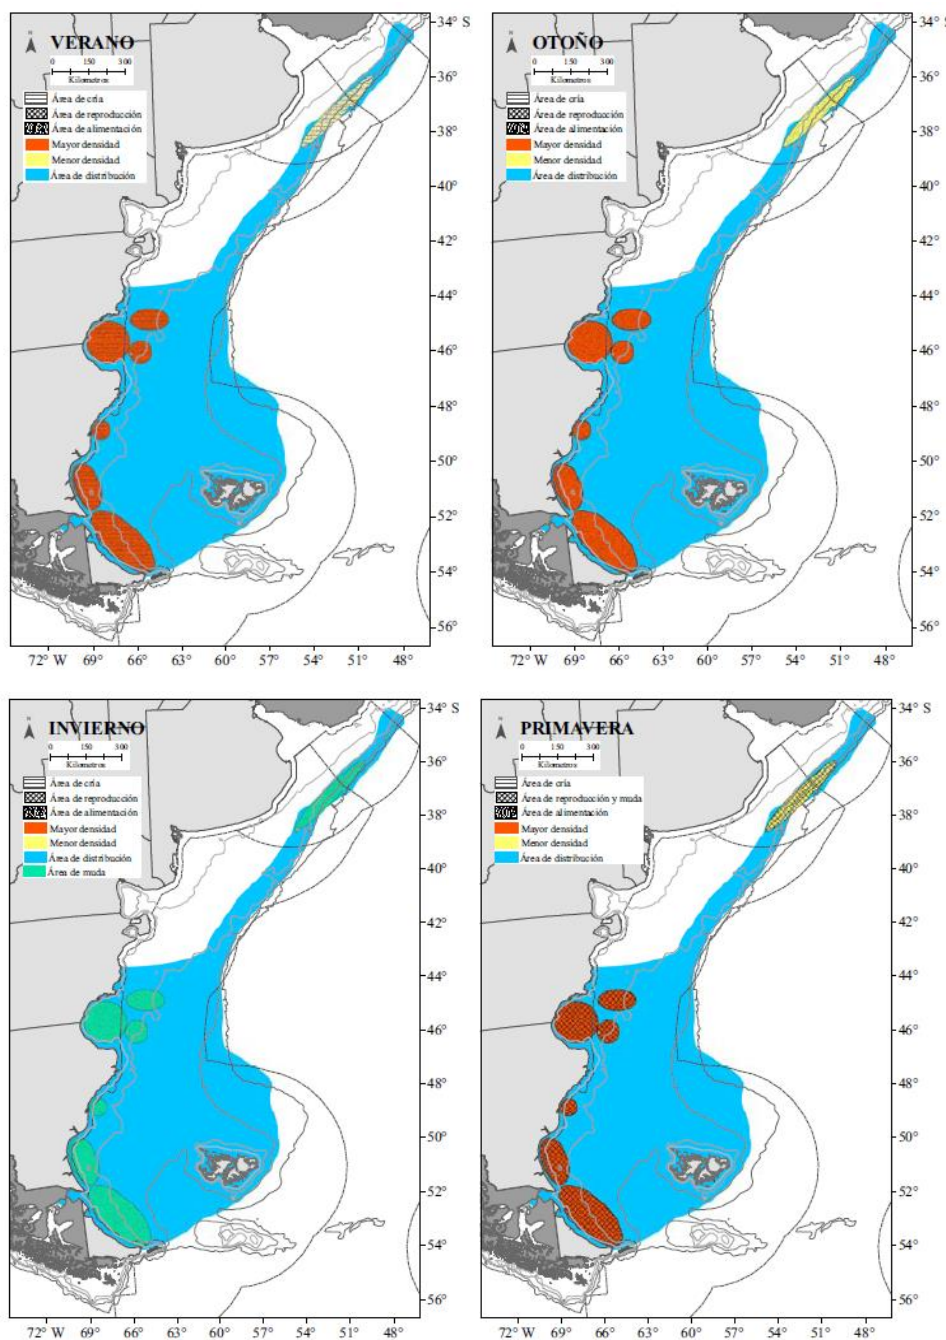 VERANO
N
0 150 300
Kilometros
Área de cría
Área de reproducción
Área de alimentación
Mayor densidad
Menor densidad
Área de distribución
34° S
36°
38°
40°
42°
44°
46°
48°
50°
52°
54°
56°
72° W 69° 66° 63° 60° 57° 54° 51° 48°
OTOÑO
N
0 150 300
Kilometros
Área de cría
Área de reproducción
Área de alimentación
Mayor densidad
Menor densidad
Área de distribución
34° S
36°
38°
40°
42°
44°
46°
48°
50°
52°
54°
56°
72° W 69° 66° 63° 60° 57° 54° 51° 48°
INVIERNO
N
0 150 300
Kilometros
Área de cría
Área de reproducción
Área de alimentación
Mayor densidad
Menor densidad
Área de distribución
Área de muda
34° S
36°
38°
40°
42°
44°
46°
48°
50°
52°
54°
56°
72° W 69° 66° 63° 60° 57° 54° 51° 48°
PRIMAVERA
N
0 150 300
Kilometros
Área de cría
Área de reproducción y muda
Área de alimentación
Mayor densidad
Menor densidad
Área de distribución
34° S
36°
38°
40°
42°
44°
46°
48°
50°
52°
54°
56°
72° W 69° 66° 63° 60° 57° 54° 51° 48°